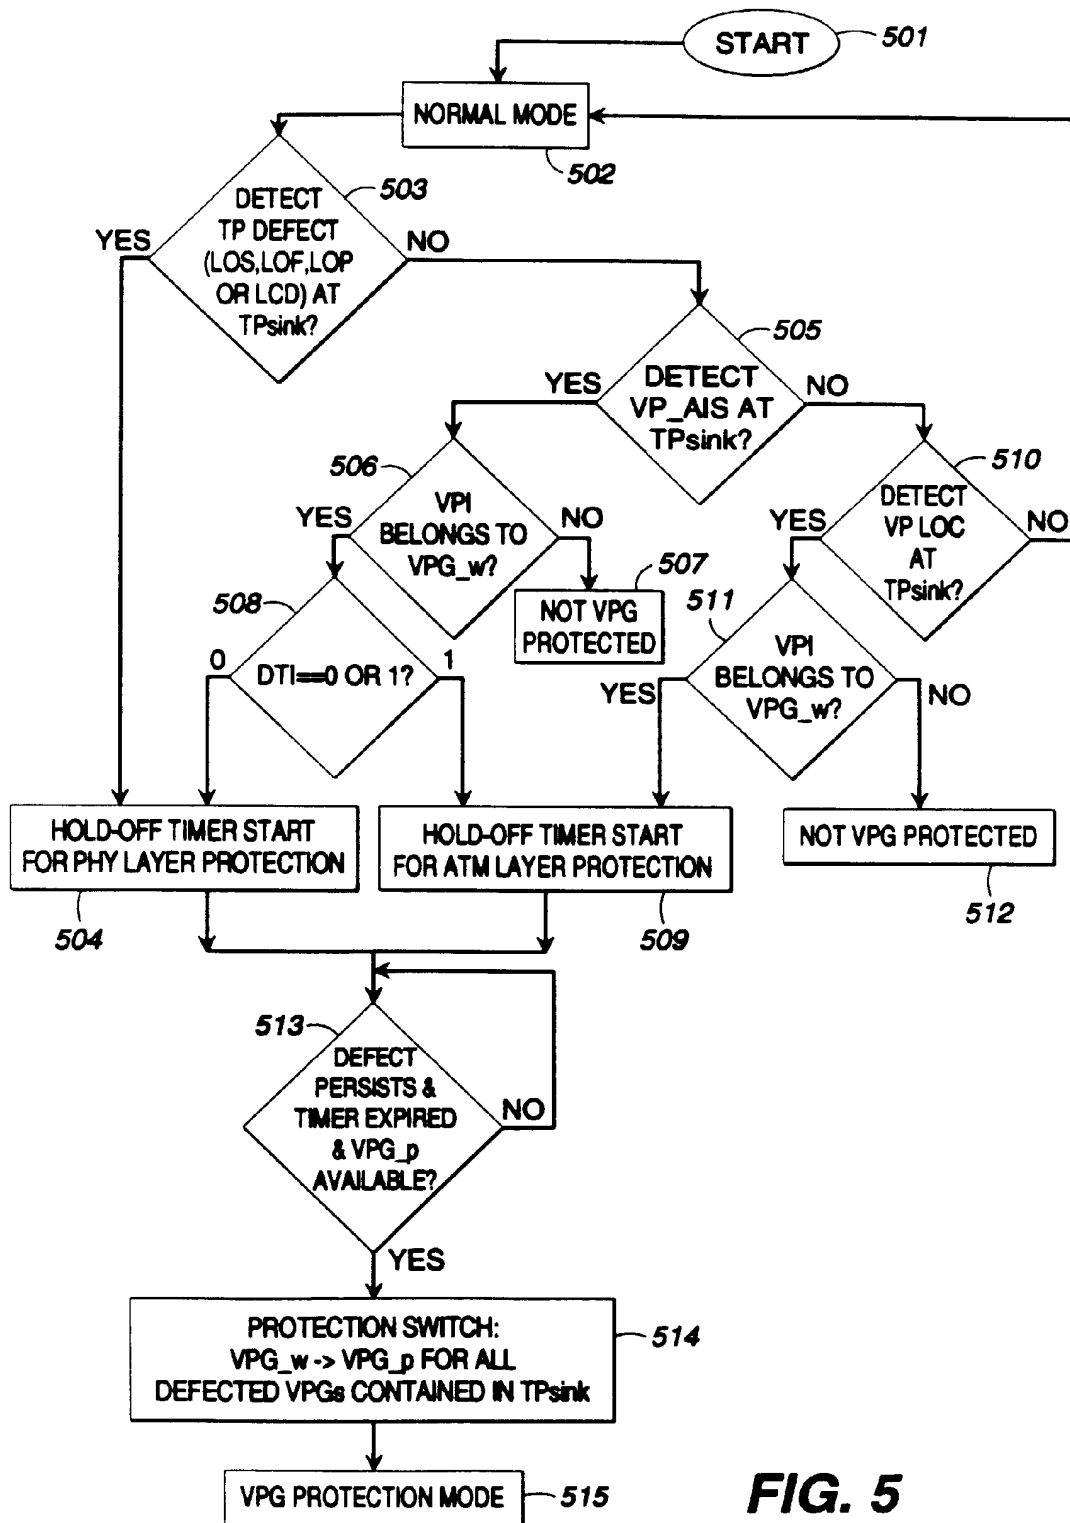 START
501
NORMAL MODE
502
503
DETECT
TP DEFECT
(LOS,LOF,LOP
OR LCD) AT
TPsink?
YES
NO
505
DETECT
VP_AIS AT
TPsink?
YES
NO
506
VPI
BELONGS TO
VPG_w?
YES
NO
510
DETECT
VP LOC
AT
TPsink?
YES
NO
507
NOT VPG
PROTECTED
508
DTI==0 OR 1?
0
1
511
VPI
BELONGS TO
VPG_w?
YES
NO
HOLD-OFF TIMER START
FOR PHY LAYER PROTECTION
504
HOLD-OFF TIMER START
FOR ATM LAYER PROTECTION
509
NOT VPG PROTECTED
512
513
DEFECT
PERSISTS &
TIMER EXPIRED
& VPG_p
AVAILABLE?
NO
YES
PROTECTION SWITCH:
VPG_w -> VPG_p FOR ALL
DEFECTED VPGs CONTAINED IN TPsink
514
VPG PROTECTION MODE
515
FIG. 5